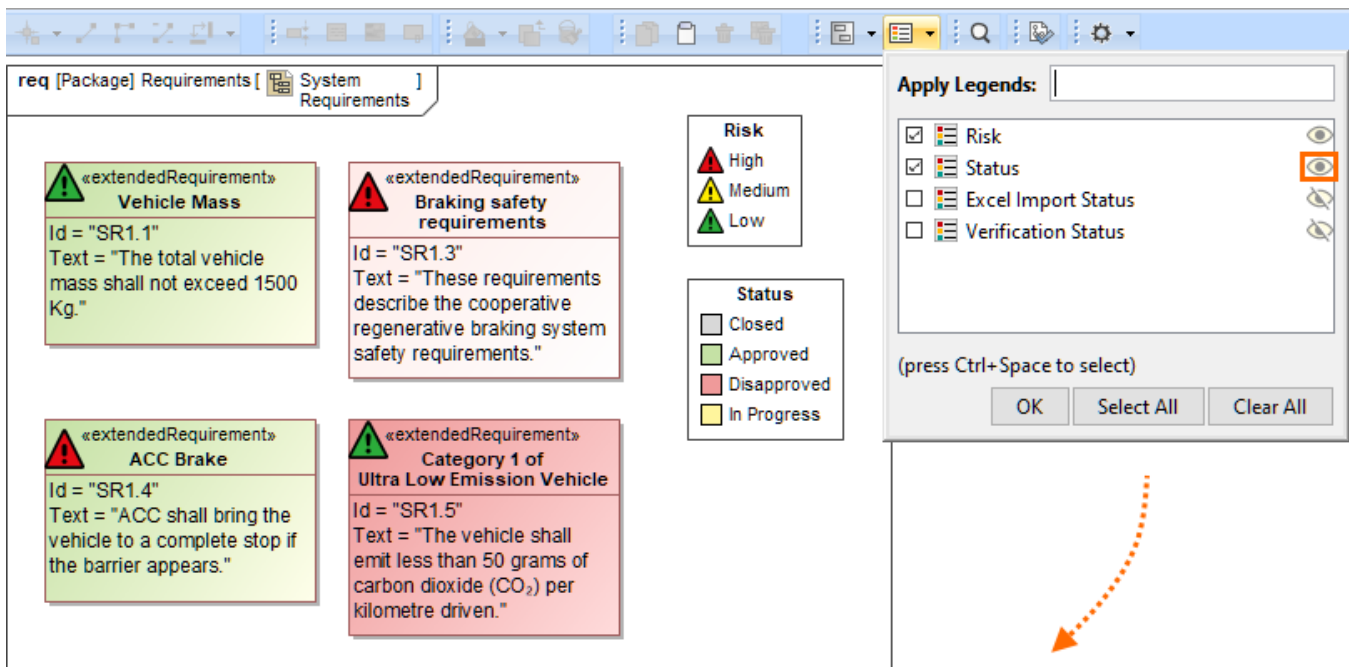 req [Package] Requirements [ System Requirements ]
«extendedRequirement»
Vehicle Mass
Id = "SR1.1"
Text = "The total vehicle
mass shall not exceed 1500
Kg."
«extendedRequirement»
Braking safety
requirements
Id = "SR1.3"
Text = "These requirements
describe the cooperative
regenerative braking system
safety requirements."
«extendedRequirement»
ACC Brake
Id = "SR1.4"
Text = "ACC shall bring the
vehicle to a complete stop if
the barrier appears."
«extendedRequirement»
Category 1 of
Ultra Low Emission Vehicle
Id = "SR1.5"
Text = "The vehicle shall
emit less than 50 grams of
carbon dioxide (CO₂) per
kilometre driven."
Risk
High
Medium
Low
Status
Closed
Approved
Disapproved
In Progress
Apply Legends:
Risk
Status
Excel Import Status
Verification Status
(press Ctrl+Space to select)
OK
Select All
Clear All